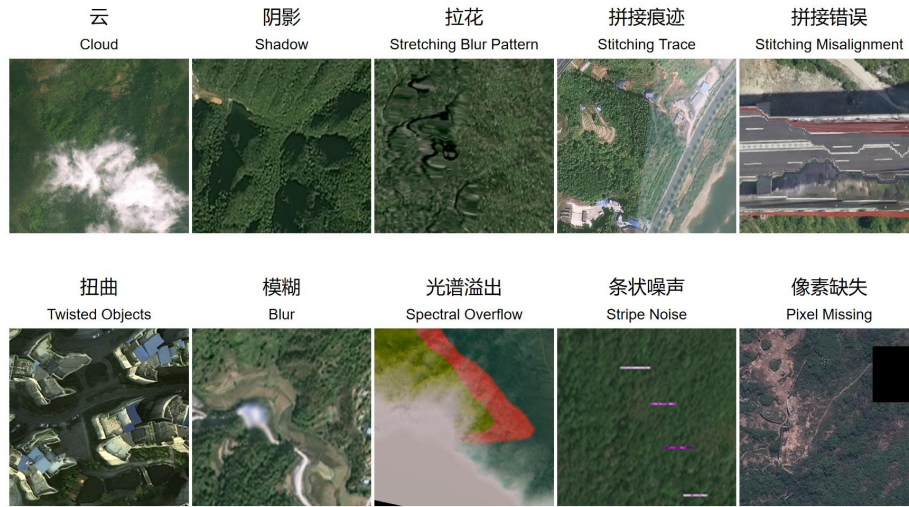 云
Cloud
阴影
Shadow
拉花
Stretching Blur Pattern
拼接痕迹
Stitching Trace
拼接错误
Stitching Misalignment
扭曲
Twisted Objects
模糊
Blur
光谱溢出
Spectral Overflow
条状噪声
Stripe Noise
像素缺失
Pixel Missing